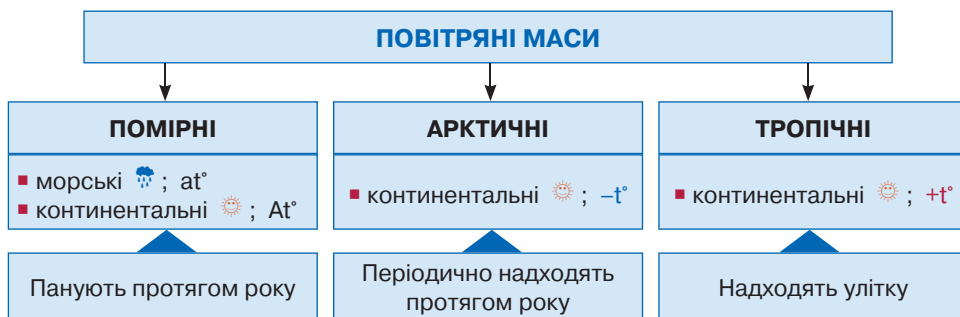 ПОВІТРЯНІ МАСИ
ПОМІРНІ
морські ; at°
континентальні ; At°
Панують протягом року
АРКТИЧНІ
континентальні ; –t°
Періодично надходять
протягом року
ТРОПІЧНІ
континентальні ; +t°
Надходять улітку